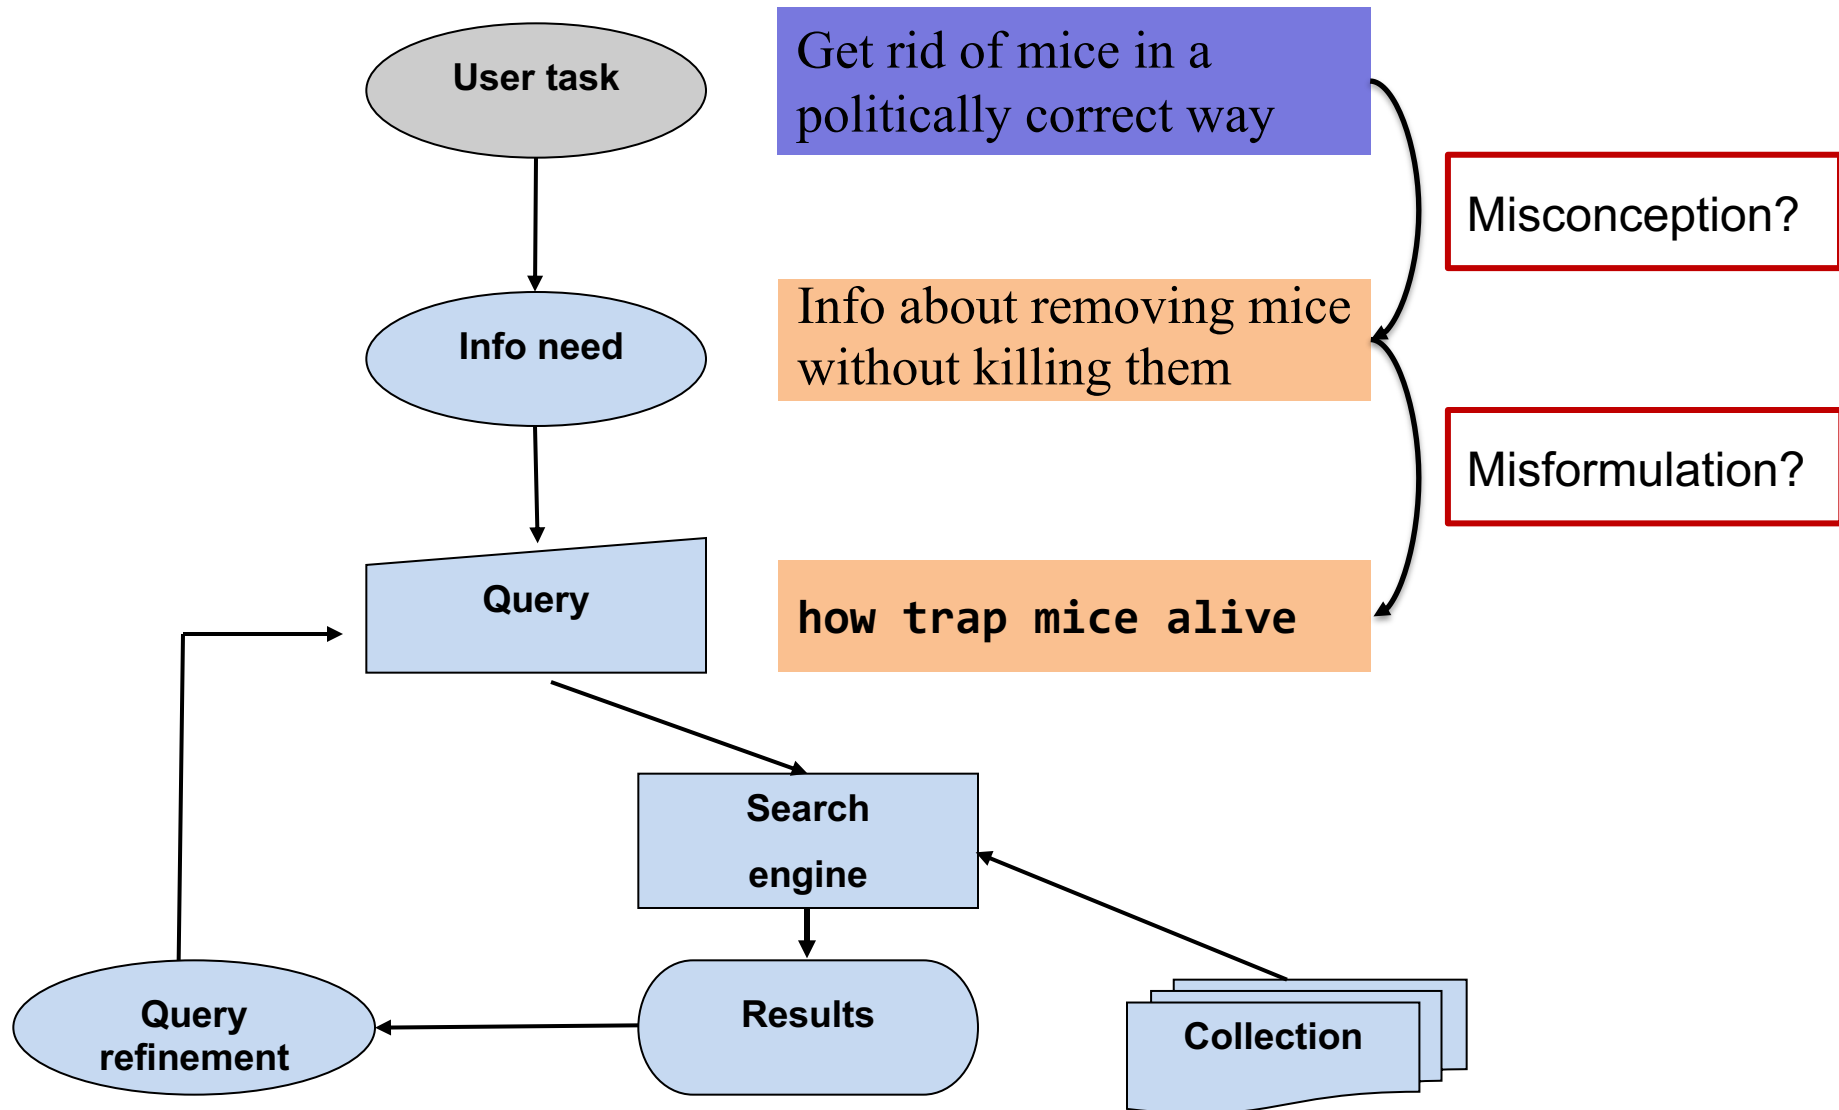 User task
Get rid of mice in a
politically correct way
Misconception?
Info need
Info about removing mice
without killing them
Misformulation?
Query
how trap mice alive
Search
engine
Query
refinement
Results
Collection